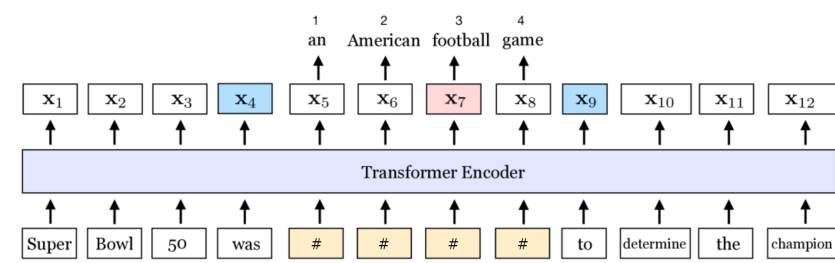 1 2 3 4
an American football game
x₁ x₂ x₃ x₄ x₅ x₆ x₇ x₈ x₉ x₁₀ x₁₁ x₁₂
Transformer Encoder
Super Bowl 50 was # # # # to determine the champion